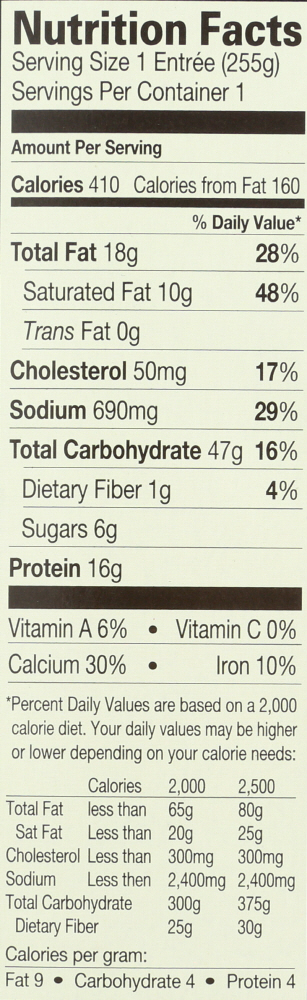 Nutrition Facts
Serving Size 1 Entrée (255g)
Servings Per Container 1
Amount Per Serving
Calories 410 Calories from Fat 160
% Daily Value*
Total Fat 18g 28%
Saturated Fat 10g 48%
Trans Fat 0g
Cholesterol 50mg 17%
Sodium 690mg 29%
Total Carbohydrate 47g 16%
Dietary Fiber 1g 4%
Sugars 6g
Protein 16g
Vitamin A 6% • Vitamin C 0%
Calcium 30% • Iron 10%
*Percent Daily Values are based on a 2,000
calorie diet. Your daily values may be higher
or lower depending on your calorie needs:
Calories 2,000 2,500
Total Fat less than 65g 80g
Sat Fat Less than 20g 25g
Cholesterol Less than 300mg 300mg
Sodium Less then 2,400mg 2,400mg
Total Carbohydrate 300g 375g
Dietary Fiber 25g 30g
Calories per gram:
Fat 9 • Carbohydrate 4 • Protein 4